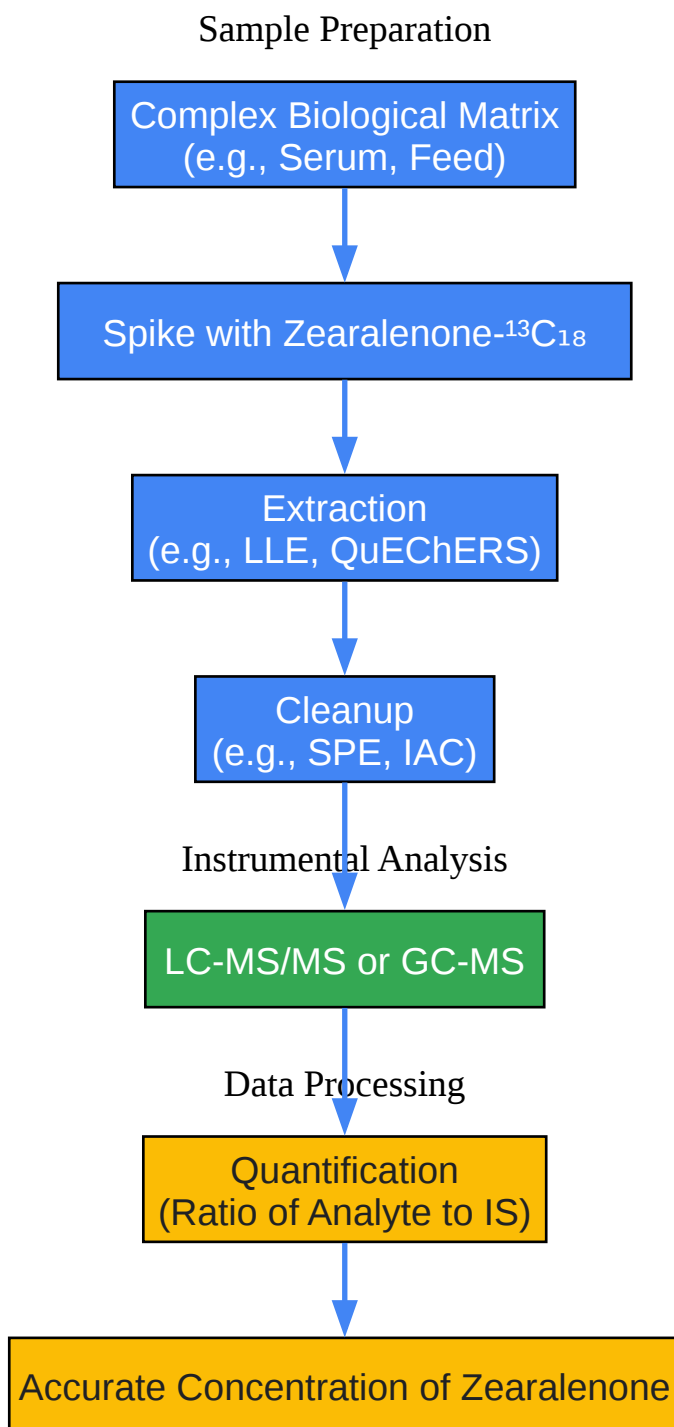 Sample Preparation
Complex Biological Matrix
(e.g., Serum, Feed)
Spike with Zearalenone-¹³C₁₈
Extraction
(e.g., LLE, QuEChERS)
Cleanup
(e.g., SPE, IAC)
Instrumental Analysis
LC-MS/MS or GC-MS
Data Processing
Quantification
(Ratio of Analyte to IS)
Accurate Concentration of Zearalenone